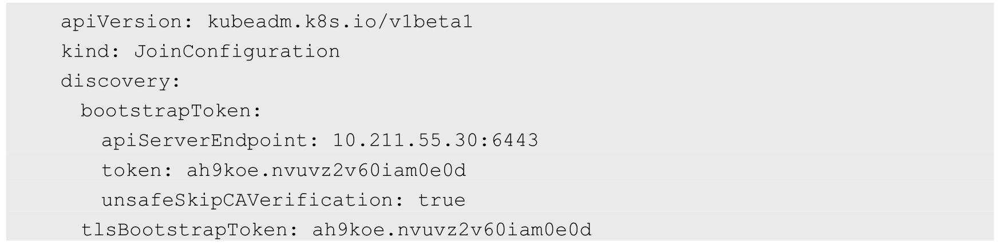 apiVersion: kubeadm.k8s.io/v1beta1
kind: JoinConfiguration
discovery:
  bootstrapToken:
    apiServerEndpoint: 10.211.55.30:6443
    token: ah9koe.nvuvz2v60iam0e0d
    unsafeSkipCAVerification: true
  tlsBootstrapToken: ah9koe.nvuvz2v60iam0e0d